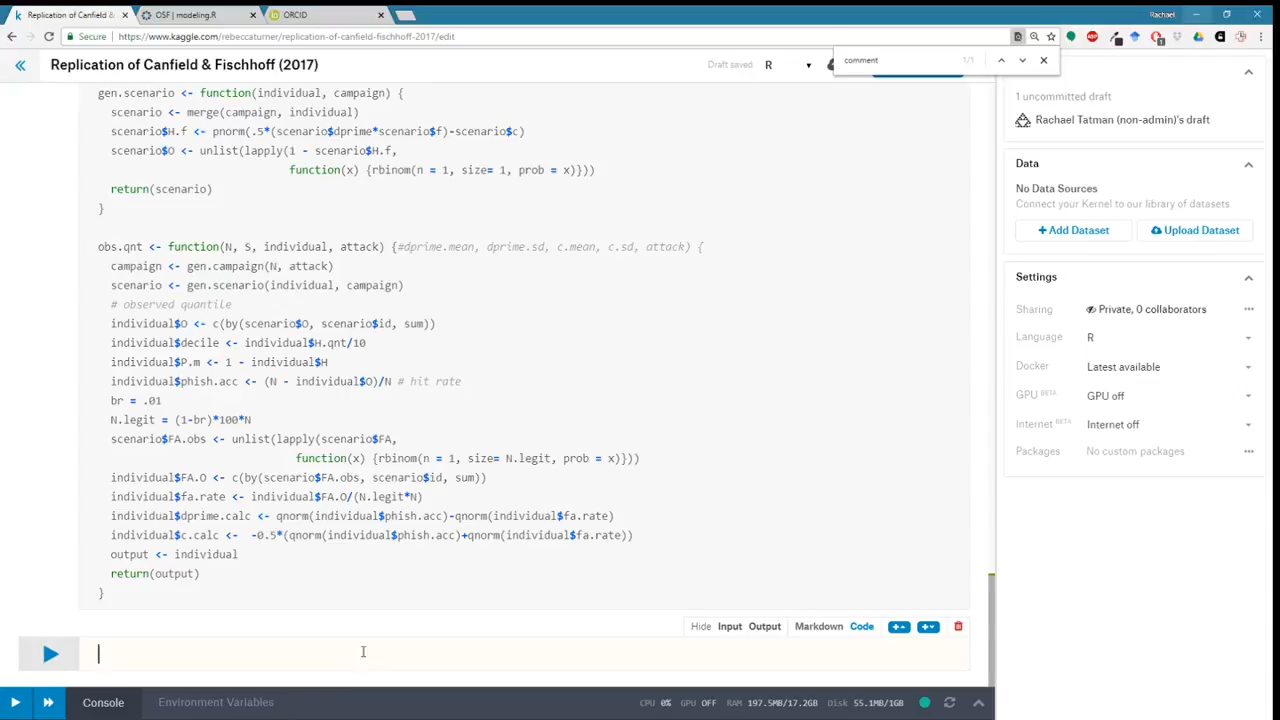 Replication of Canfield &
OSF | modeling.R
ORCID
Rachael
Secure
https://www.kaggle.com/rebeccaturner/replication-of-canfield-fischhoff-2017/edit
comment
1/1
Replication of Canfield & Fischhoff (2017)
Draft saved
R
gen.scenario <- function(individual, campaign) {
scenario <- merge(campaign, individual)
scenario$H.f <- pnorm(.5*(scenario$dprime*scenario$f)-scenario$c)
scenario$O <- unlist(lapply(1 - scenario$H.f,
function(x) {rbinom(n = 1, size= 1, prob = x)}))
return(scenario)
}
obs.qnt <- function(N, S, individual, attack) {#dprime.mean, dprime.sd, c.mean, c.sd, attack) {
campaign <- gen.campaign(N, attack)
scenario <- gen.scenario(individual, campaign)
# observed quantile
individual$O <- c(by(scenario$O, scenario$id, sum))
individual$decile <- individual$H.qnt/10
individual$P.m <- 1 - individual$H
individual$phish.acc <- (N - individual$O)/N # hit rate
br = .01
N.legit = (1-br)*100*N
scenario$FA.obs <- unlist(lapply(scenario$FA,
function(x) {rbinom(n = 1, size= N.legit, prob = x)}))
individual$FA.O <- c(by(scenario$FA.obs, scenario$id, sum))
individual$fa.rate <- individual$FA.O/(N.legit*N)
individual$dprime.calc <- qnorm(individual$phish.acc)-qnorm(individual$fa.rate)
individual$c.calc <- -0.5*(qnorm(individual$phish.acc)+qnorm(individual$fa.rate))
output <- individual
return(output)
}
Hide Input Output Markdown Code
Console
Environment Variables
CPU 0% GPU OFF RAM 197.5MB/17.2GB Disk 55.1MB/1GB
1 uncommitted draft
Rachael Tatman (non-admin)'s draft
Data
No Data Sources
Connect your Kernel to our library of datasets
+ Add Dataset
Upload Dataset
Settings
Sharing
Private, 0 collaborators
Language
R
Docker
Latest available
GPU BETA
GPU off
Internet BETA
Internet off
Packages
No custom packages